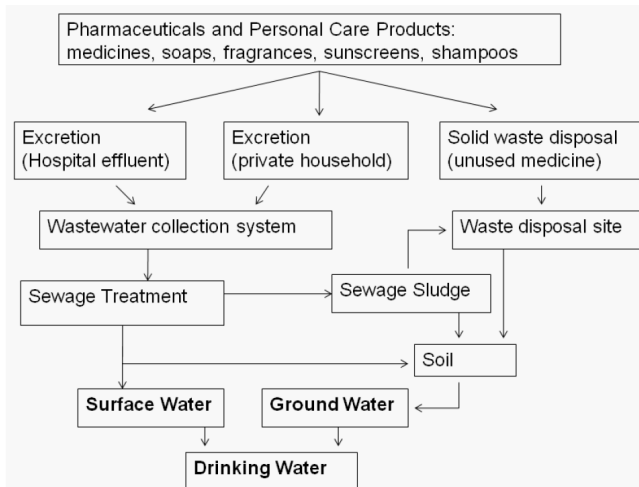 Pharmaceuticals and Personal Care Products:
medicines, soaps, fragrances, sunscreens, shampoos
Excretion
(Hospital effluent)
Excretion
(private household)
Solid waste disposal
(unused medicine)
Wastewater collection system
Waste disposal site
Sewage Treatment
Sewage Sludge
Soil
Surface Water
Ground Water
Drinking Water